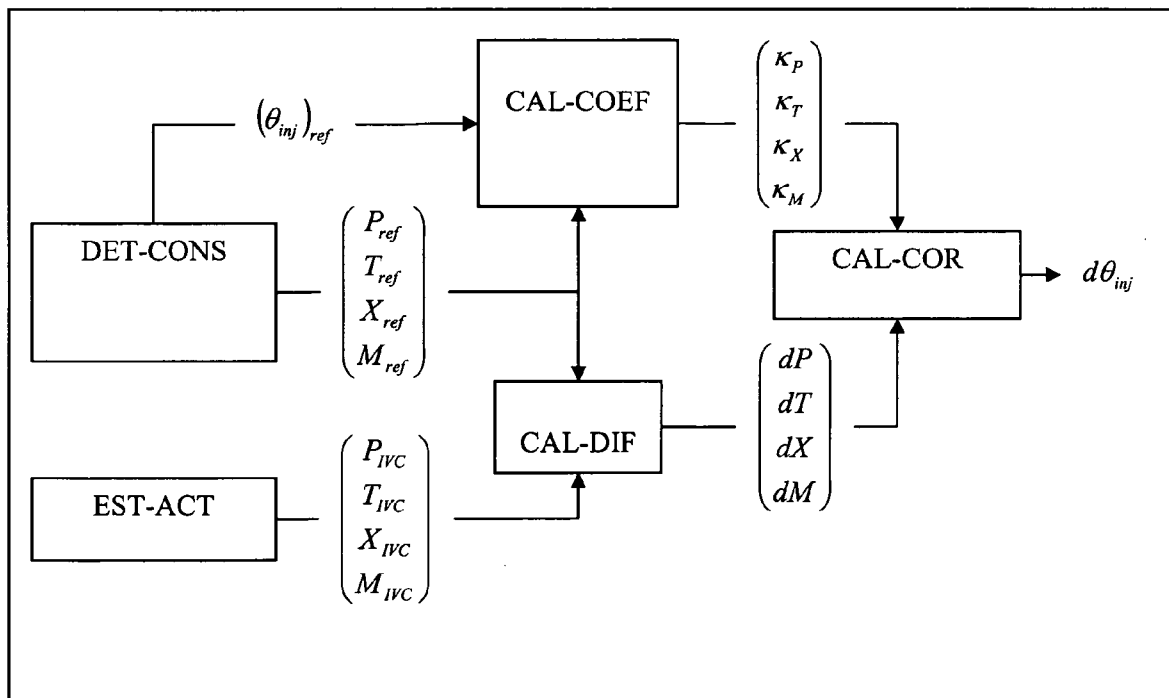 CAL-COEF
(θinj)ref
κP
κT
κX
κM
DET-CONS
Pref
Tref
Xref
Mref
CAL-COR
dθinj
CAL-DIF
dP
dT
dX
dM
EST-ACT
PIVC
TIVC
XIVC
MIVC